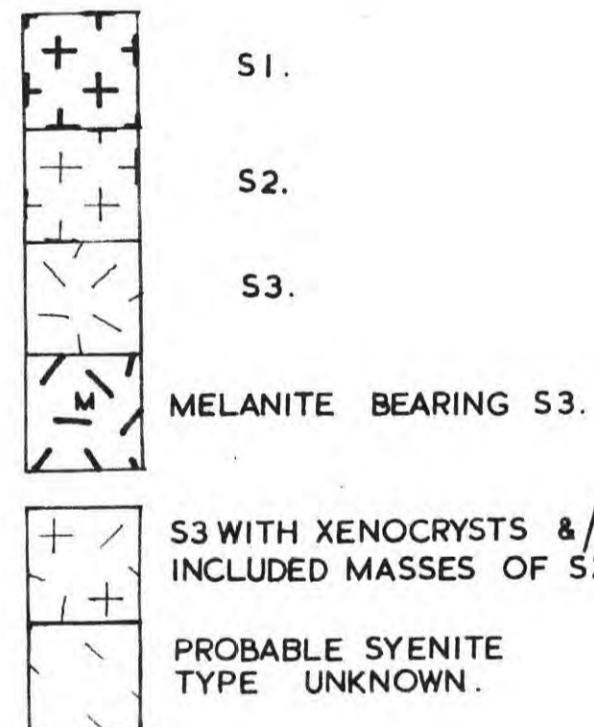 S1.
S2.
S3.
M
MELANITE BEARING S3.
S3 WITH XENOCRYSTS & /
INCLUDED MASSES OF
PROBABLE SYENITE
TYPE UNKNOWN.